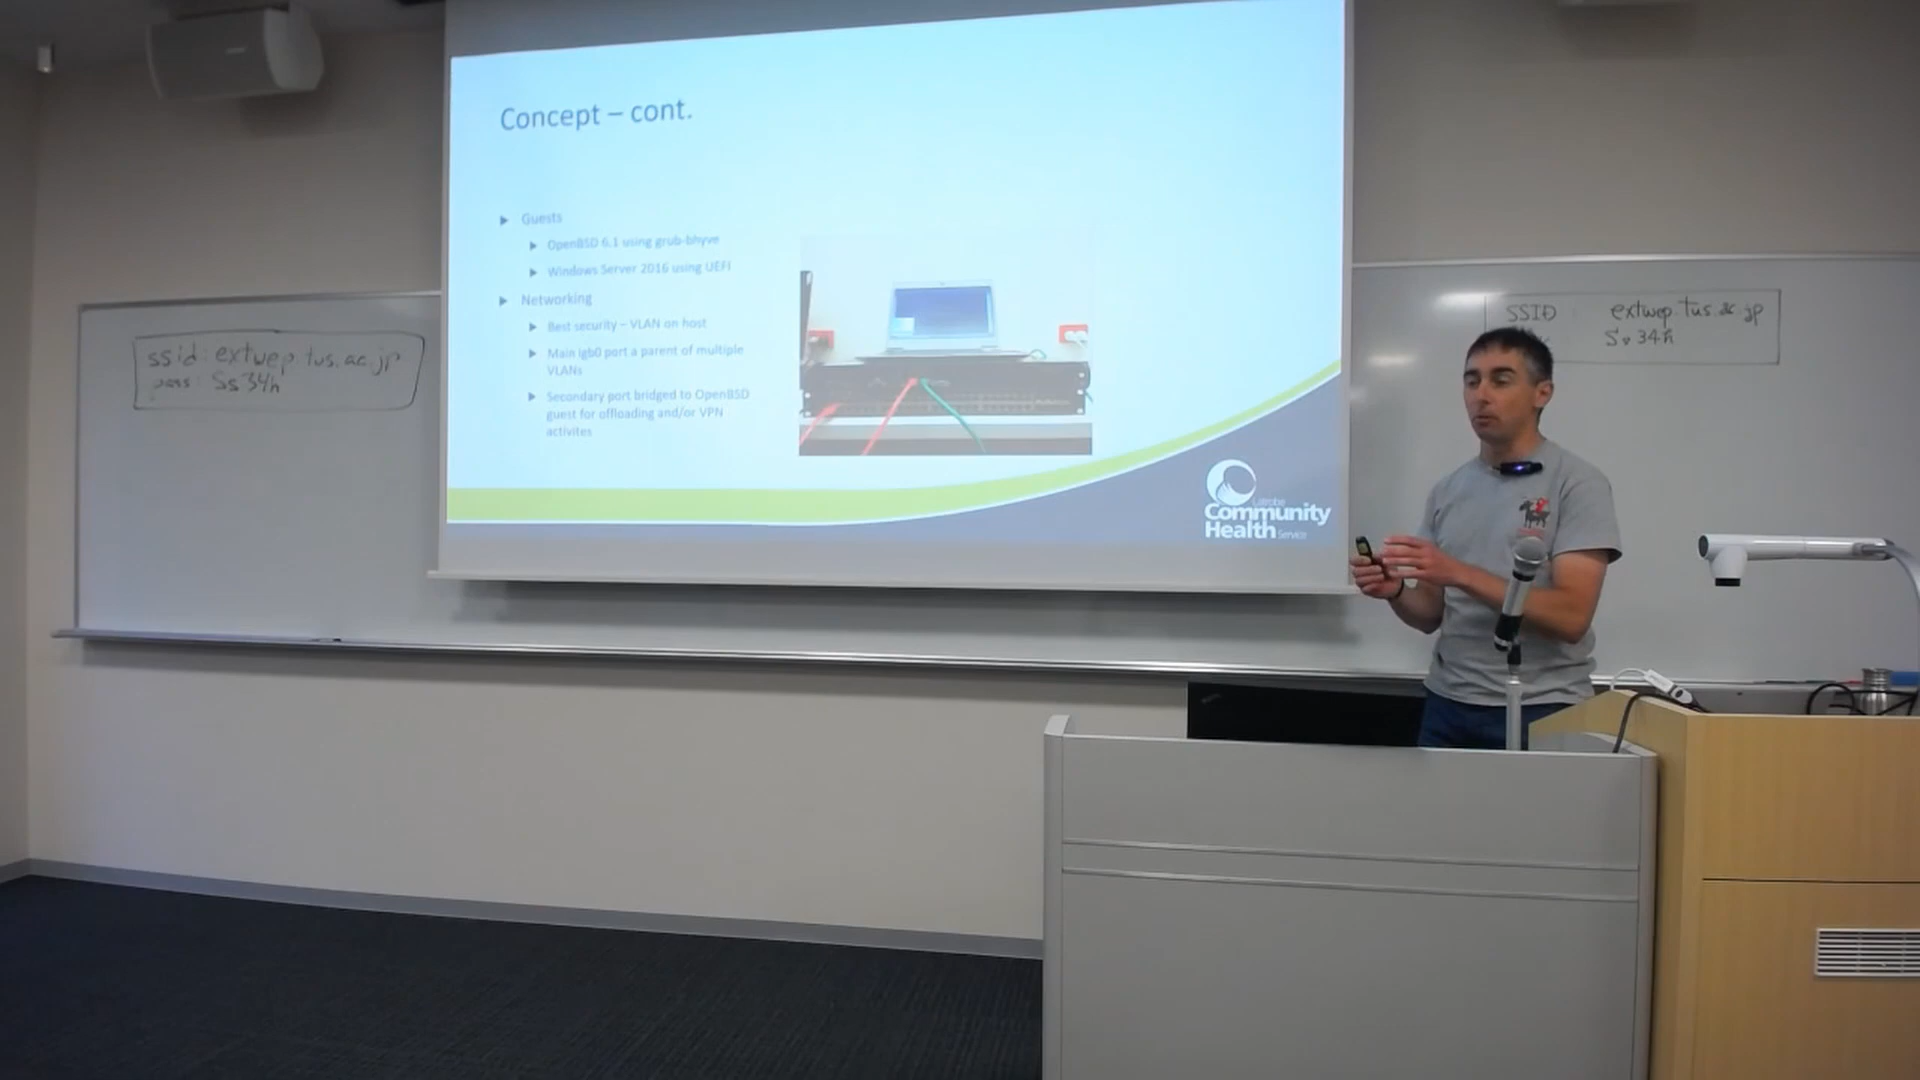 Concept – cont.
Guests
OpenBSD 6.1 using grub-bhyve
Windows Server 2016 using UEFI
Networking
Best security – VLAN on host
Main igb0 port a parent of multiple
VLANs
Secondary port bridged to OpenBSD
guest for offloading and/or VPN
activites
Latrobe
Community
Health Service
ssid: extwep.tus.ac.jp
pass: Ss34h
SSID extwep.tus.ac.jp